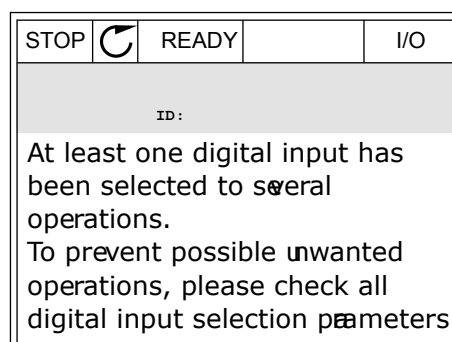 STOP READY I/O
ID:
At least one digital input has
been selected to several
operations.
To prevent possible unwanted
operations, please check all
digital input selection parameters